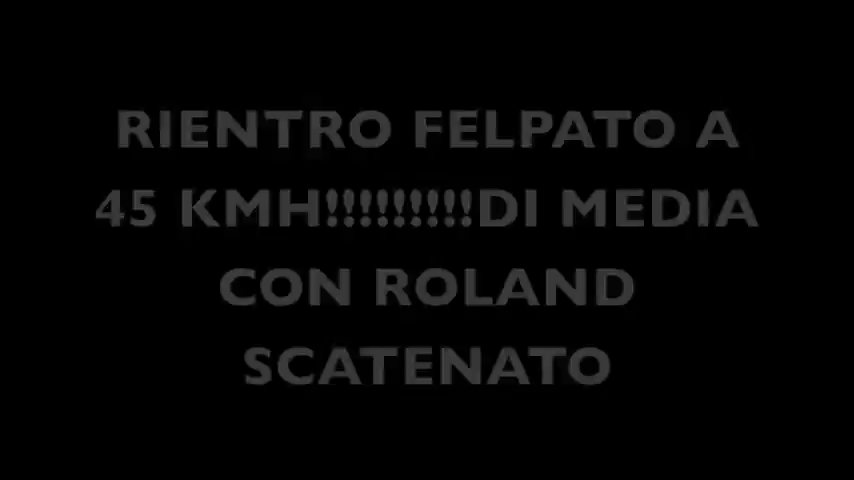 RIENTRO FELPATO A
45 KMH!!!!!!!!!DI MEDIA
CON ROLAND
SCATENATO